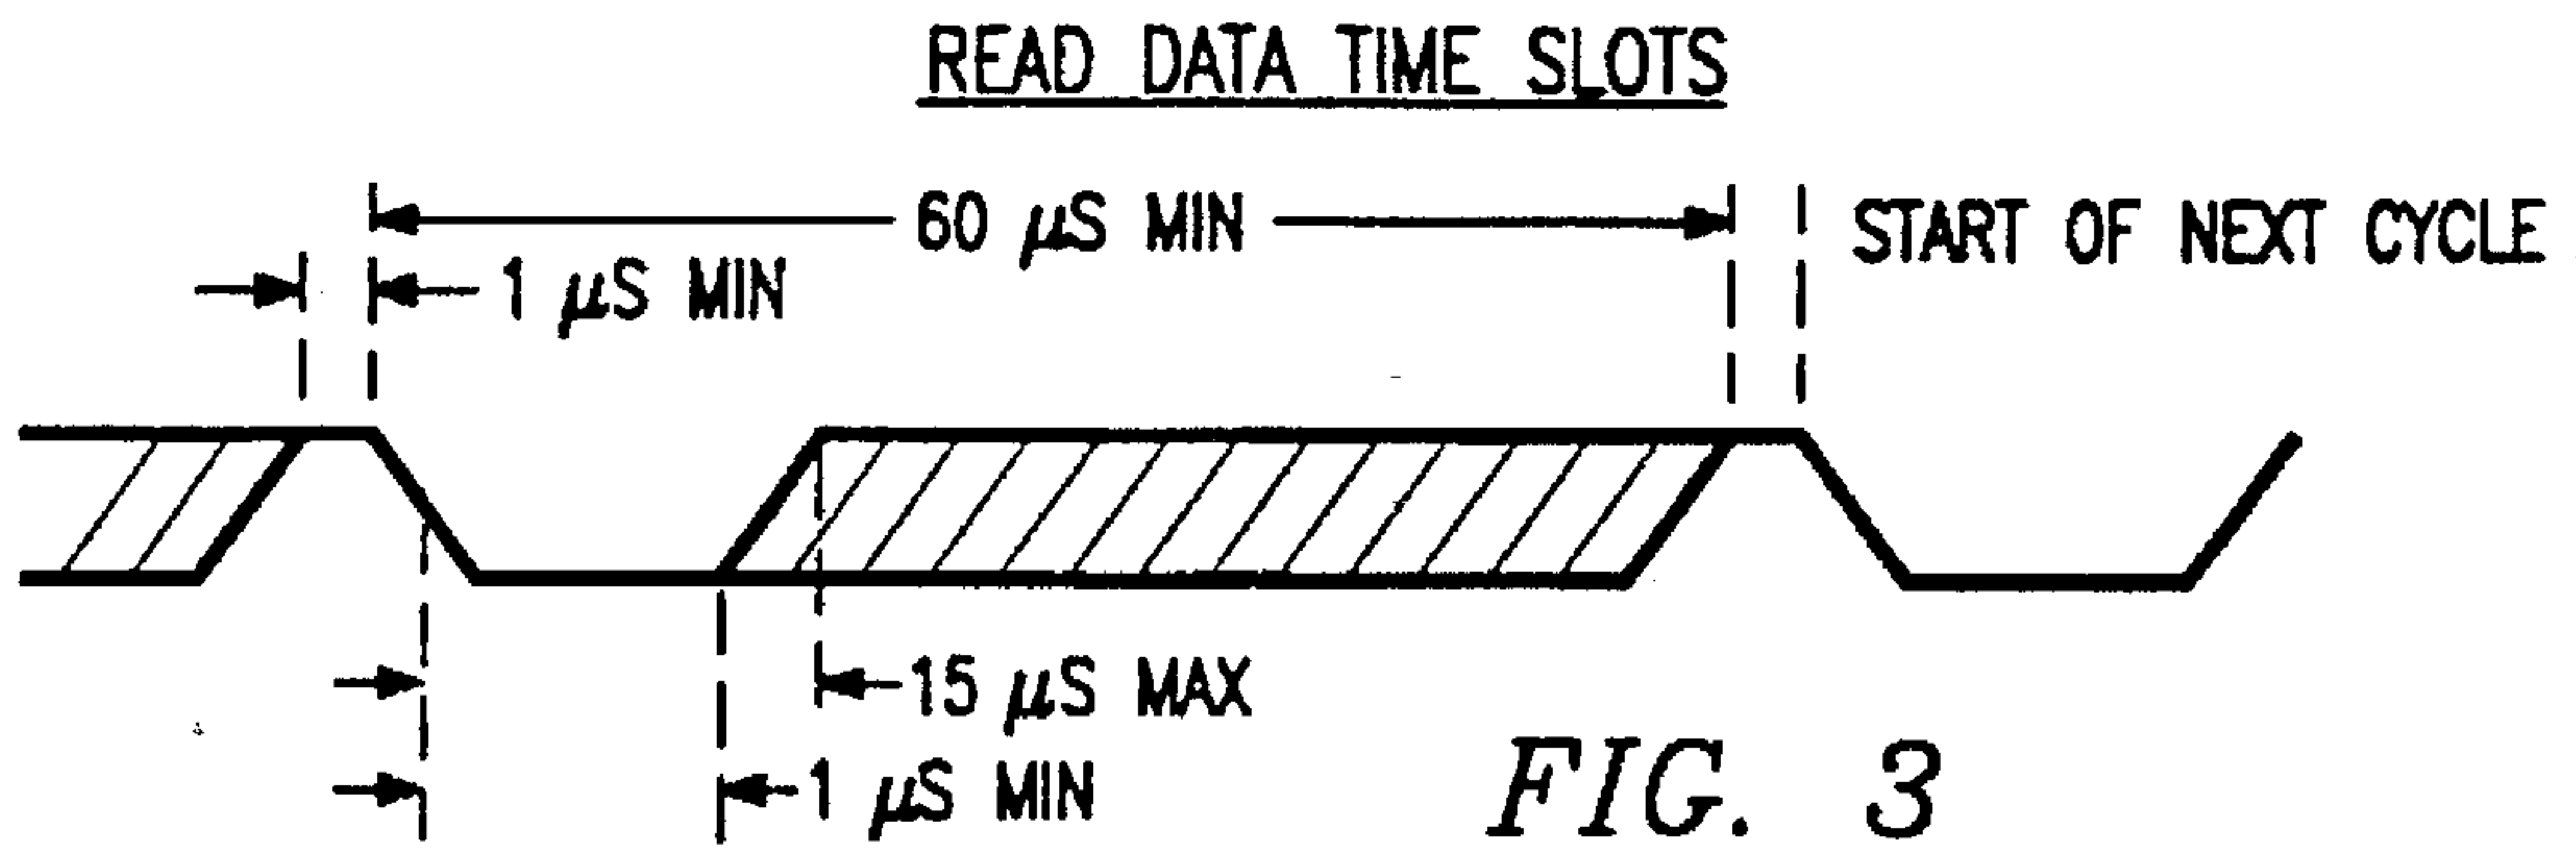 READ DATA TIME SLOTS
60 µS MIN
START OF NEXT CYCLE
1 µS MIN
15 µS MAX
1 µS MIN
FIG. 3